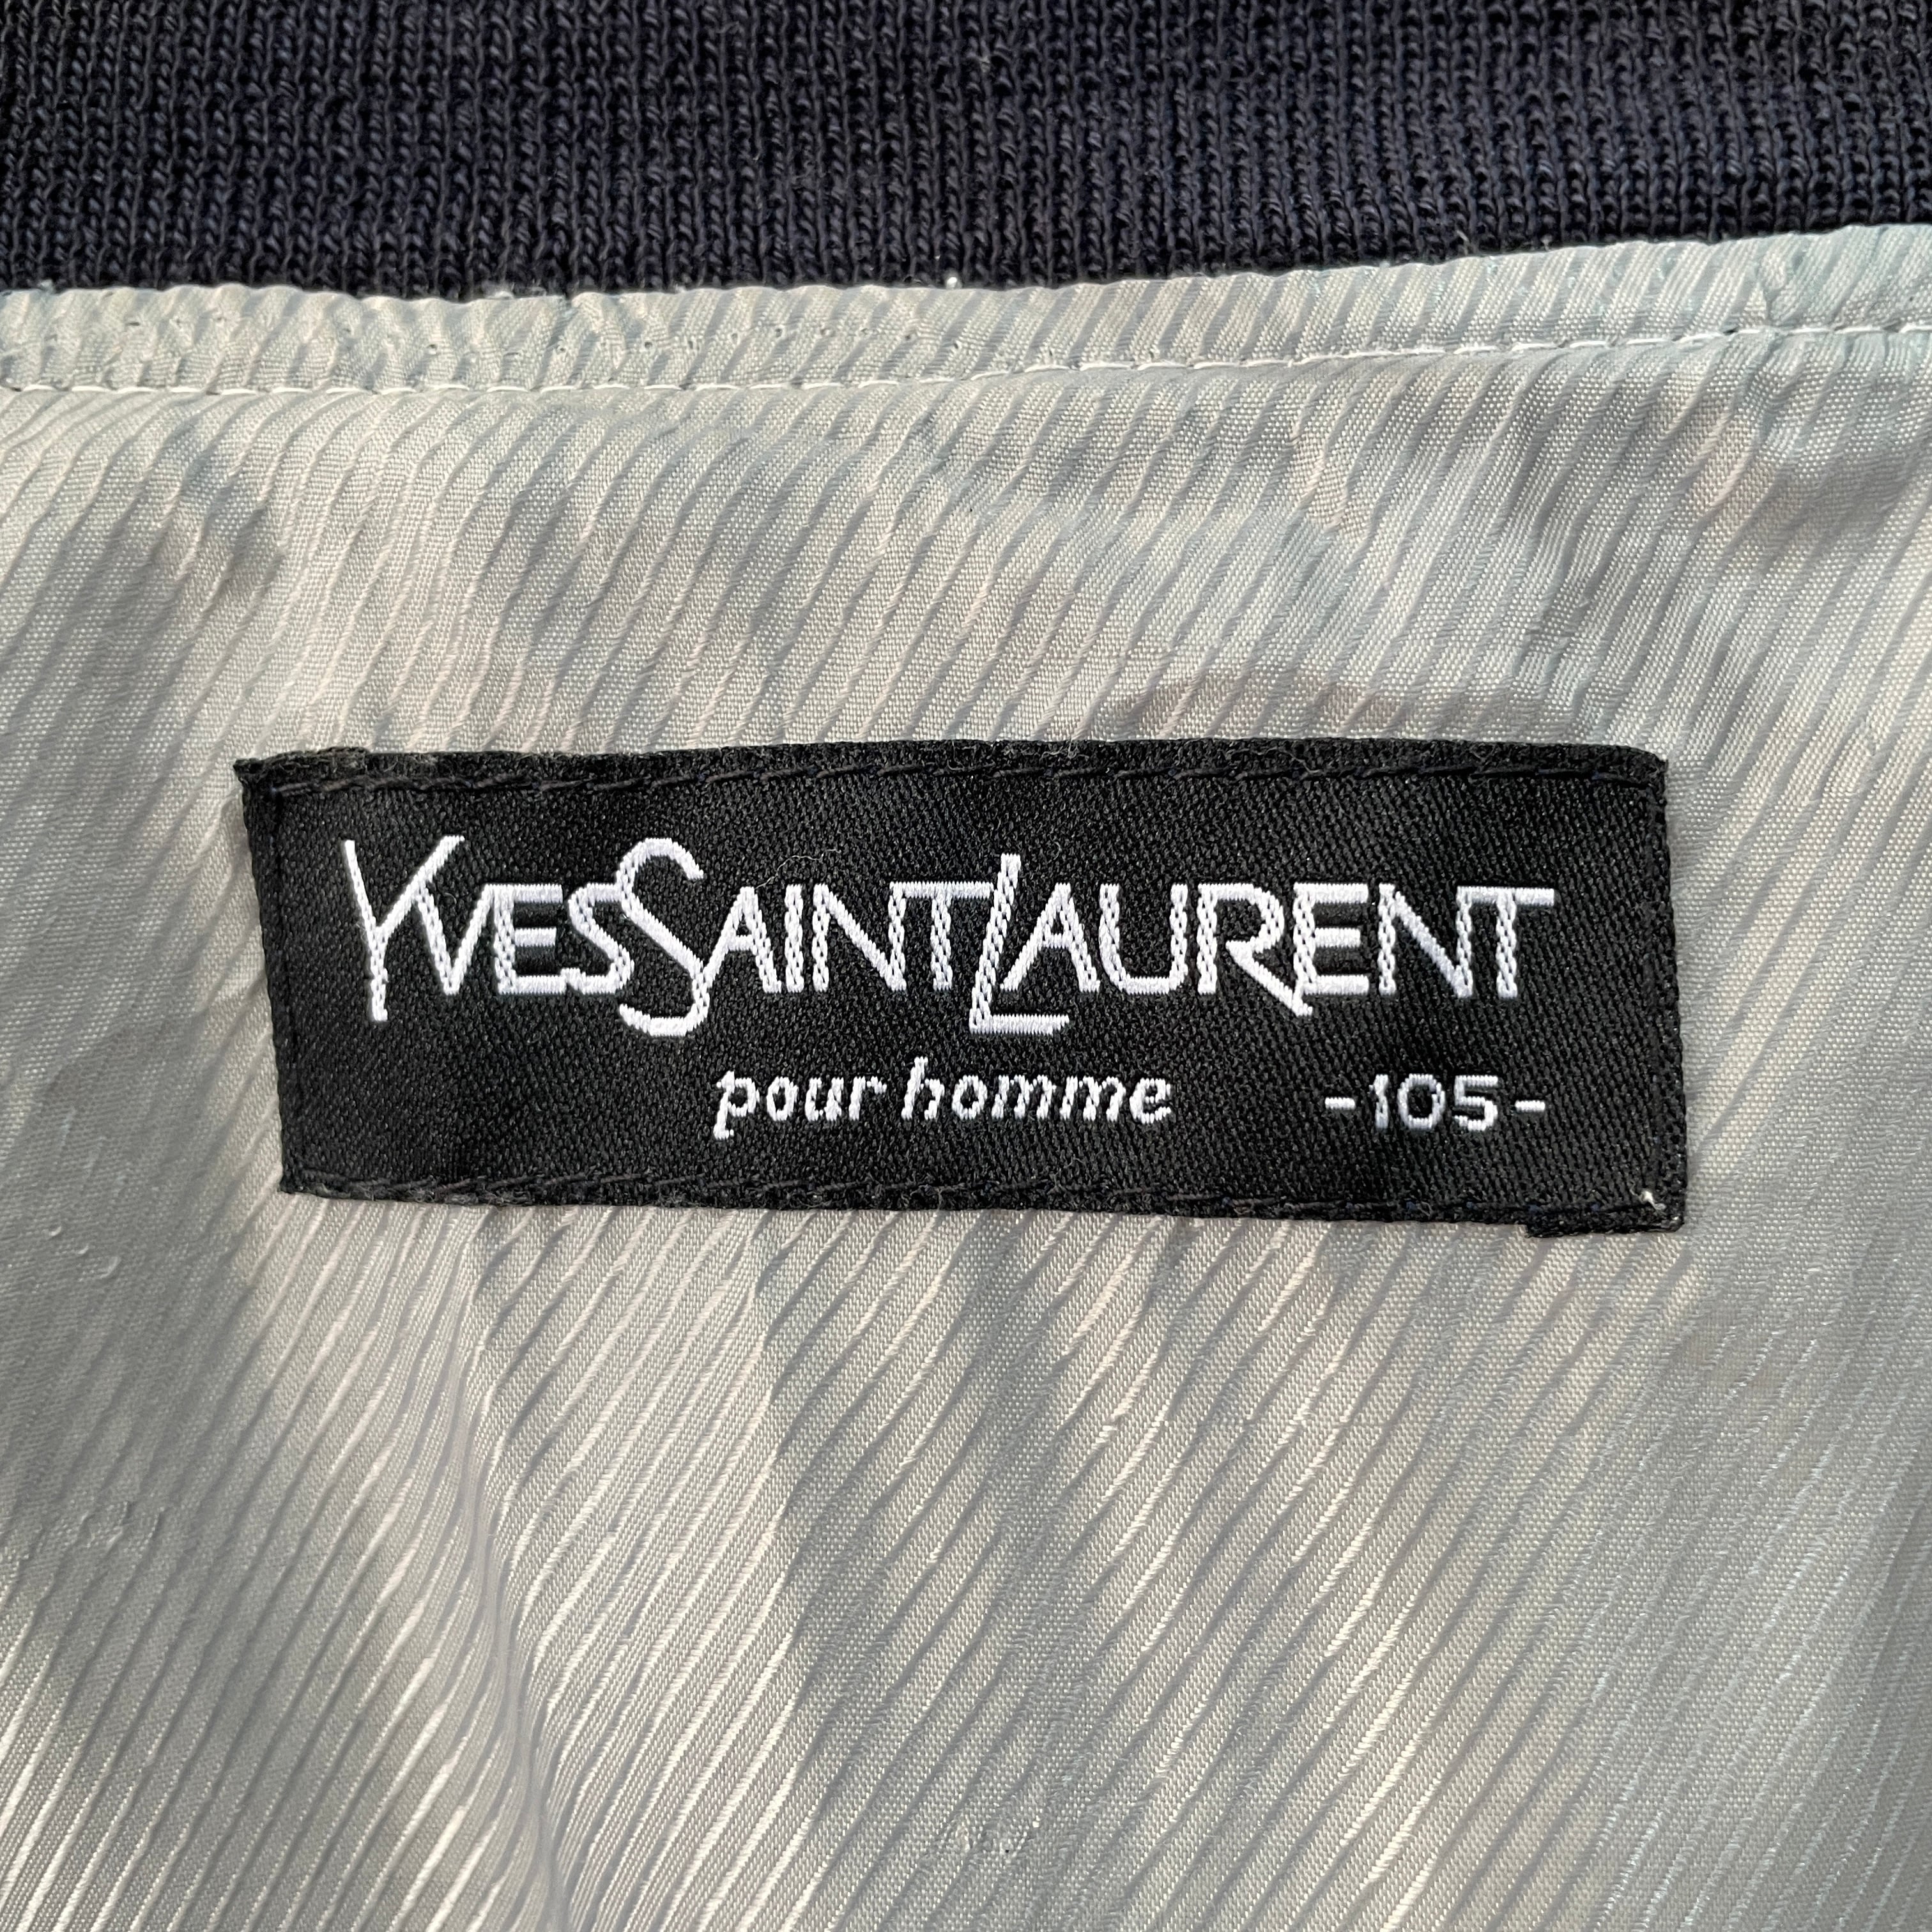 YVESSAINTLAURENT
pour homme -105-